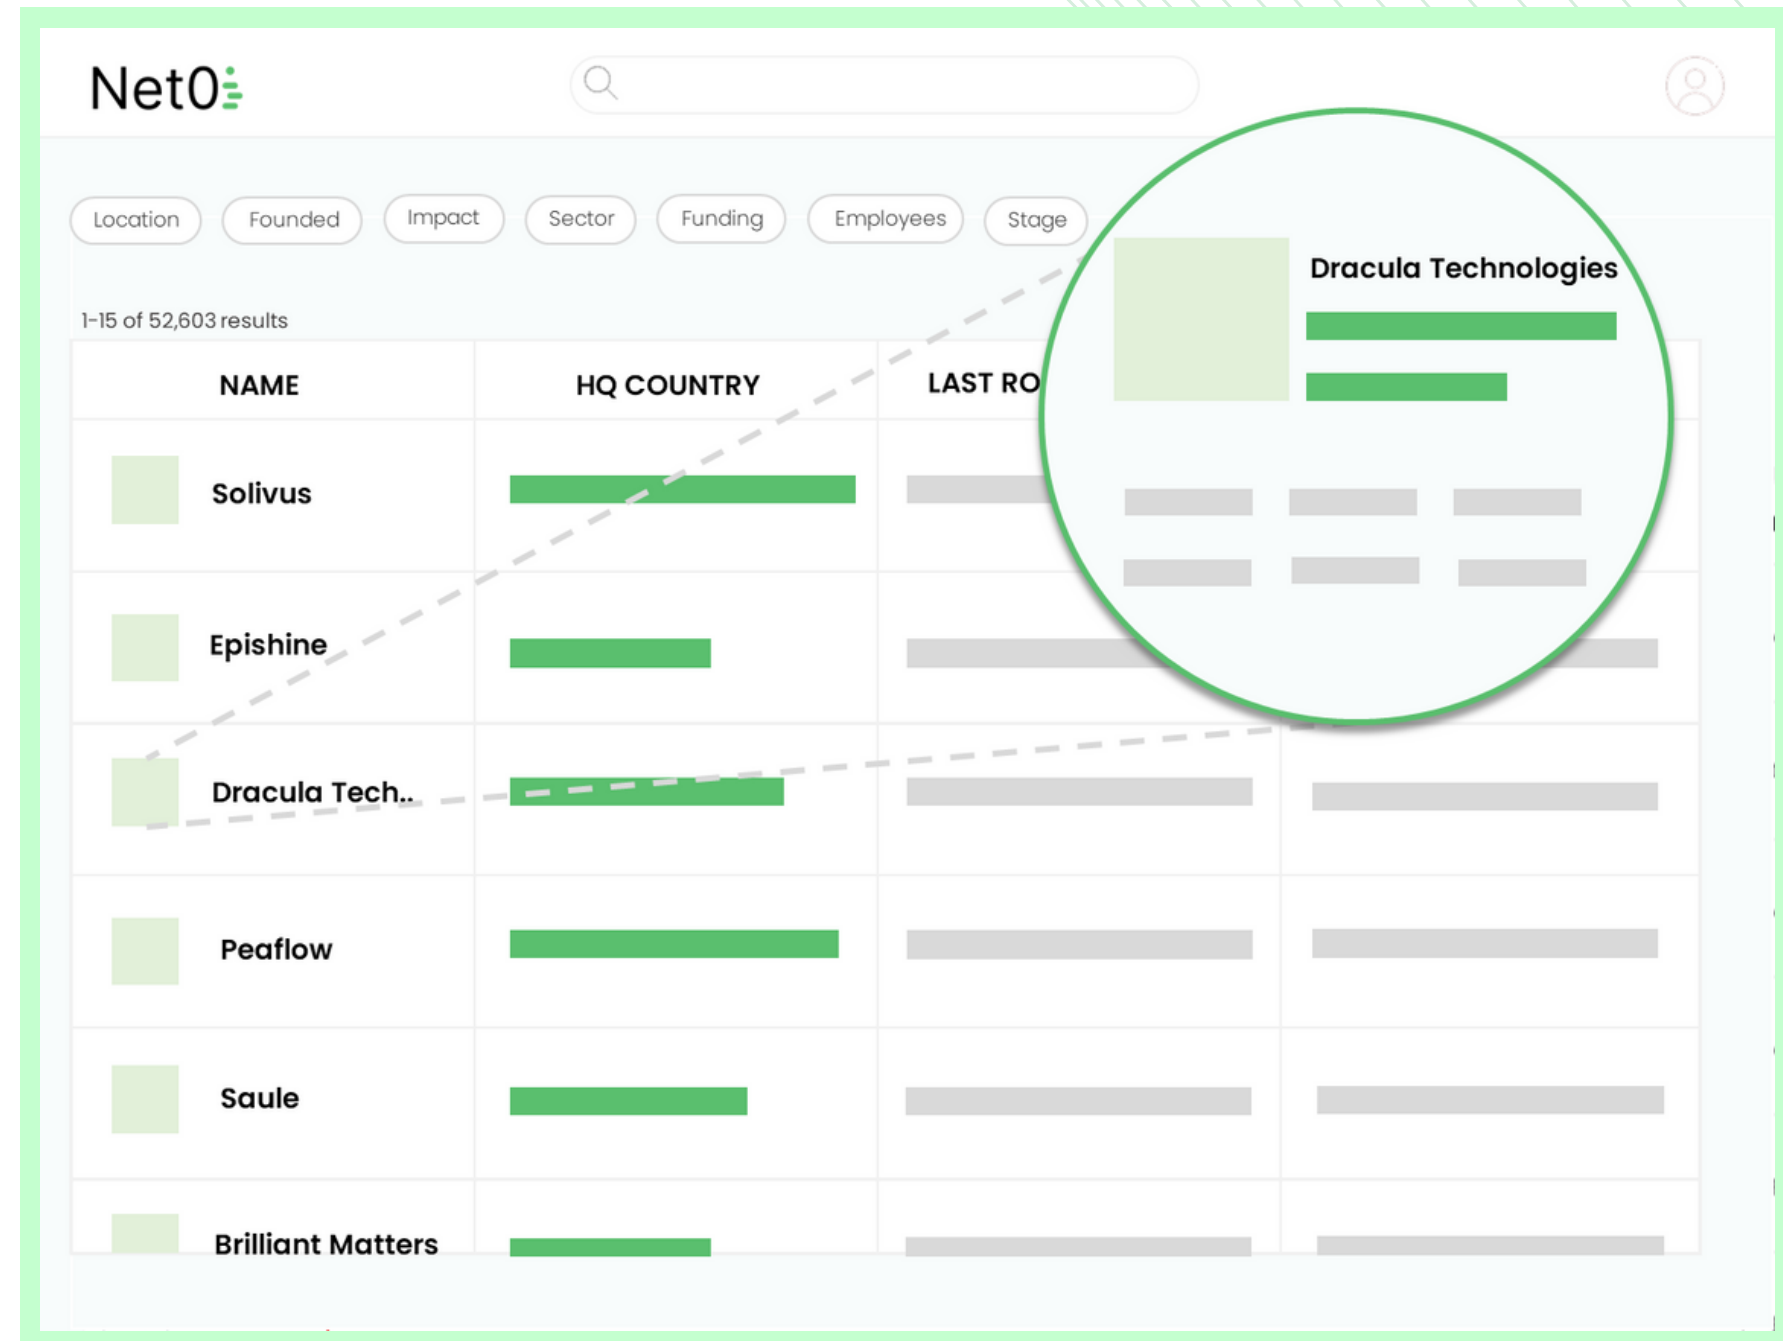 Net0
Location Founded Impact Sector Funding Employees Stage
Dracula Technologies
1-15 of 52,603 results
NAME HQ COUNTRY LAST RO
Solivus
Epishine
Dracula Tech..
Peaflow
Saule
Brilliant Matters